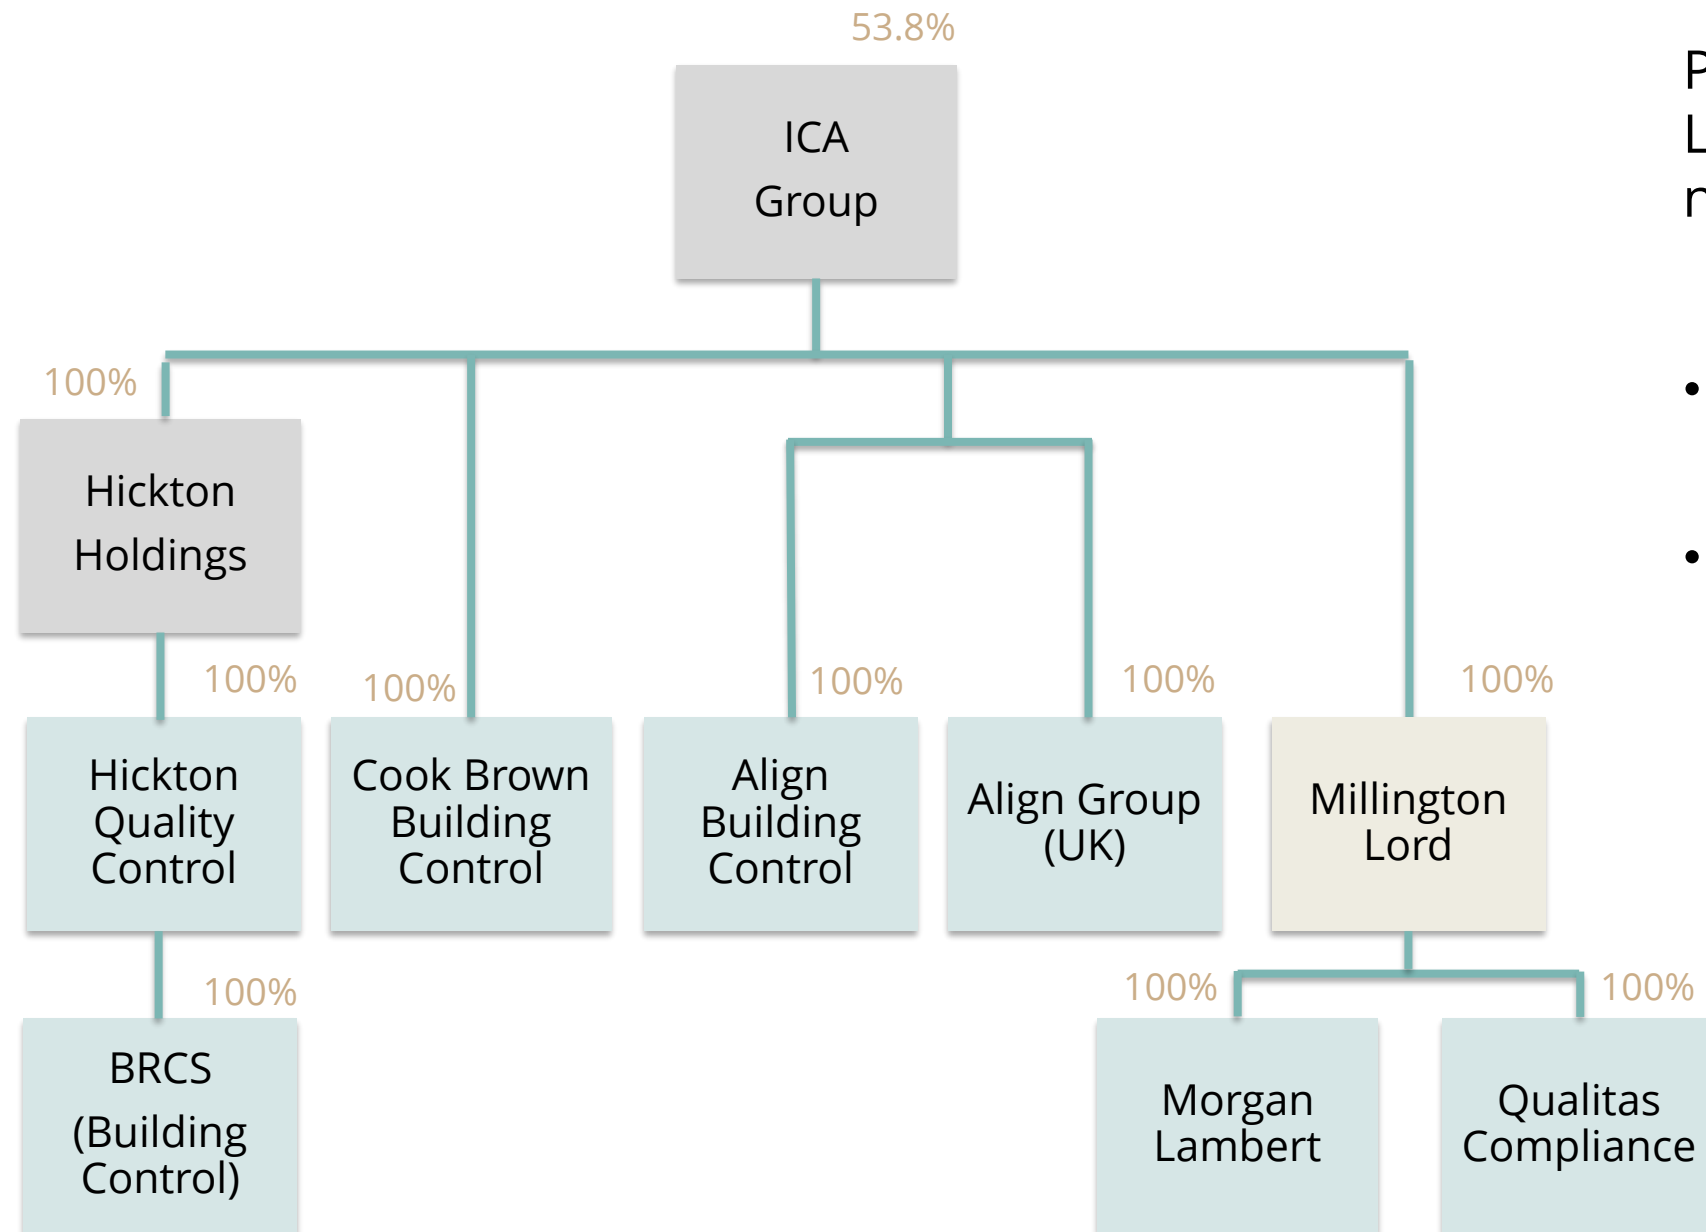 53.8%
ICA
Group
100%
Hickton
Holdings
100%
100%
100%
100%
100%
Hickton
Quality
Control
Cook Brown
Building
Control
Align
Building
Control
Align Group
(UK)
Millington
Lord
100%
100%
100%
BRCS
(Building
Control)
Morgan
Lambert
Qualitas
Compliance